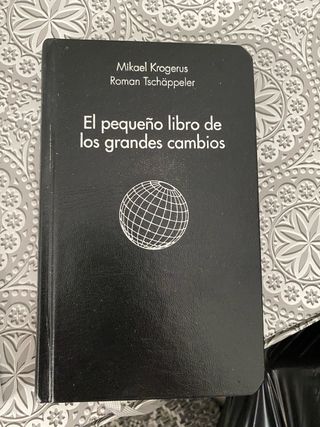 Mikael Krogerus
Roman Tschäppeler
El pequeño libro de
los grandes cambios